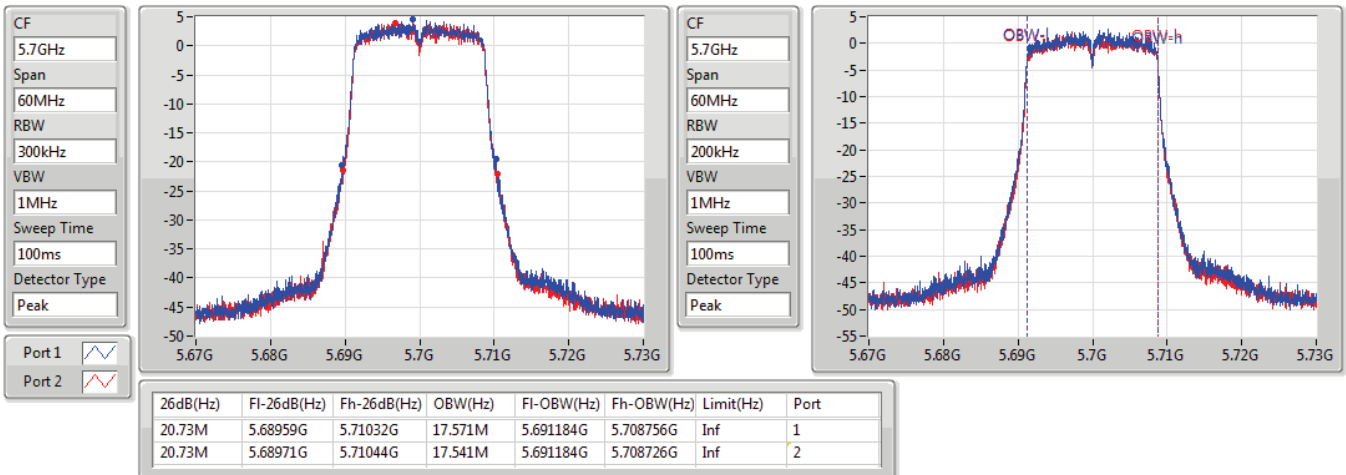 CF
5.7GHz
Span
60MHz
RBW
300kHz
VBW
1MHz
Sweep Time
100ms
Detector Type
Peak
Port 1
Port 2
5
0
-5
-10
-15
-20
-25
-30
-35
-40
-45
-50
5.67G 5.68G 5.69G 5.7G 5.71G 5.72G 5.73G
CF
5.7GHz
Span
60MHz
RBW
200kHz
VBW
1MHz
Sweep Time
100ms
Detector Type
Peak
5
0
-5
-10
-15
-20
-25
-30
-35
-40
-45
-50
-55
OBW-l OBW-h
5.67G 5.68G 5.69G 5.7G 5.71G 5.72G 5.73G
26dB(Hz) Fl-26dB(Hz) Fh-26dB(Hz) OBW(Hz) Fl-OBW(Hz) Fh-OBW(Hz) Limit(Hz) Port
20.73M 5.68959G 5.71032G 17.571M 5.691184G 5.708756G Inf 1
20.73M 5.68971G 5.71044G 17.541M 5.691184G 5.708726G Inf 2